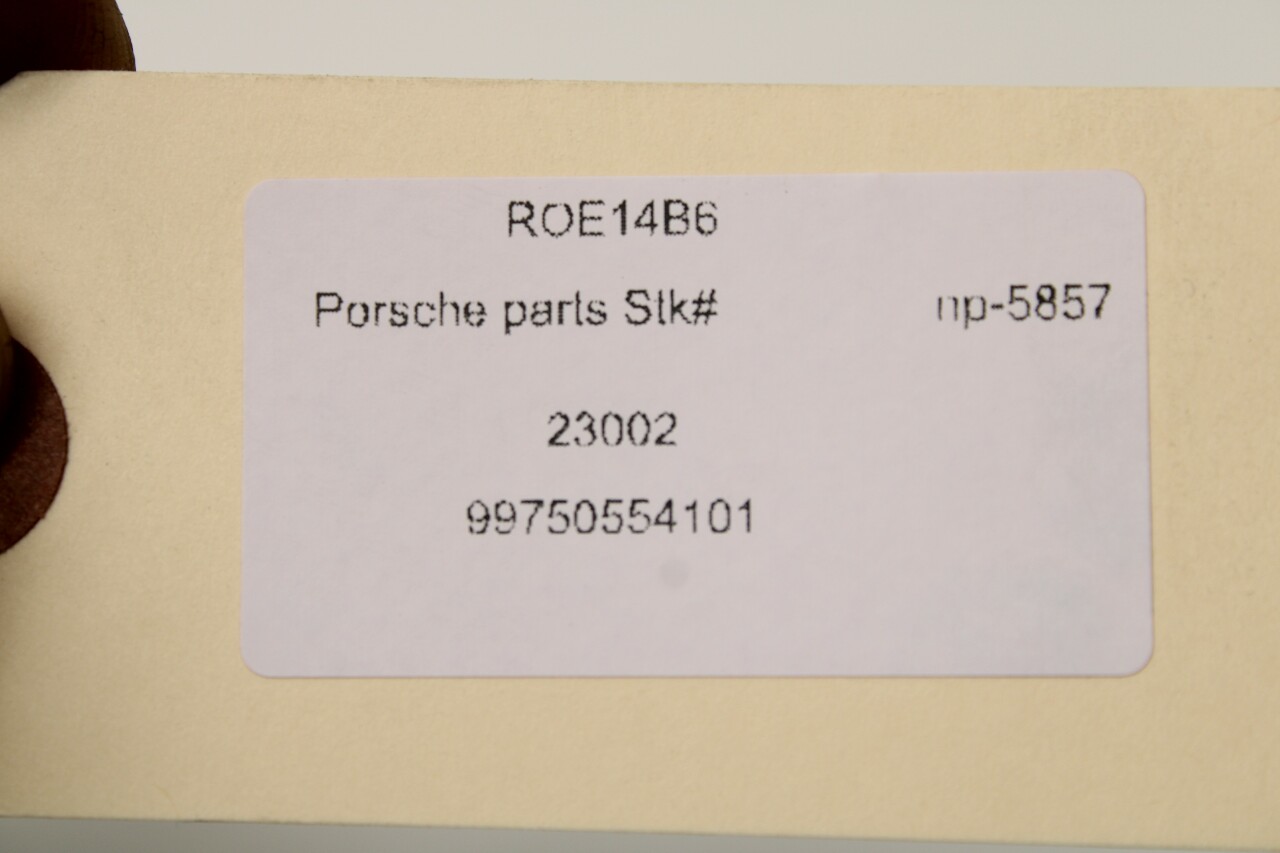 ROE14B6
Porsche parts Stk# np-5857
23002
99750554101